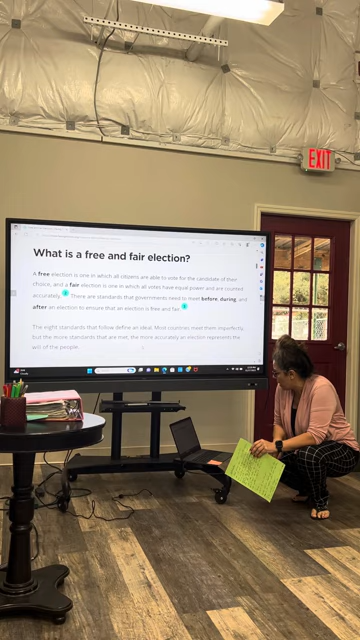 EXIT
What is a free and fair election?
A free election is one in which all citizens are able to vote for the candidate of their
choice, and a fair election is one in which all votes have equal power and are counted
accurately. There are standards that governments need to meet before, during, and
after an election to ensure that an election is free and fair.
The eight standards that follow define an ideal. Most countries meet them imperfectly,
but the more standards that are met, the more accurately an election represents the
will of the people.